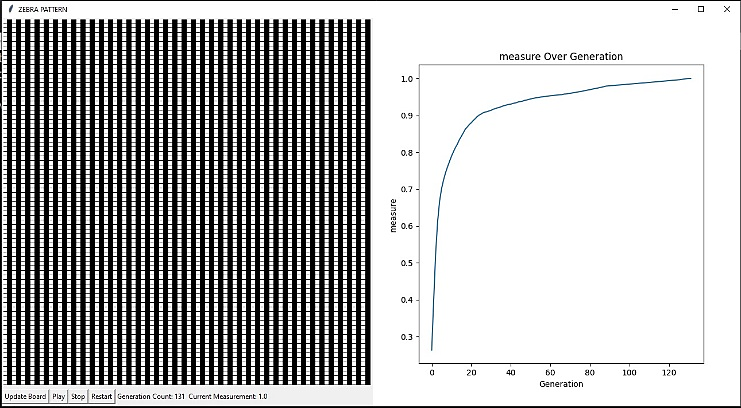 ZEBRA PATTERN
measure Over Generation
1.0
0.9
0.8
0.7
0.6
0.5
0.4
0.3
measure
0 20 40 60 80 100 120
Generation
Update Board Play Stop Restart Generation Count: 131 Current Measurement: 1.0